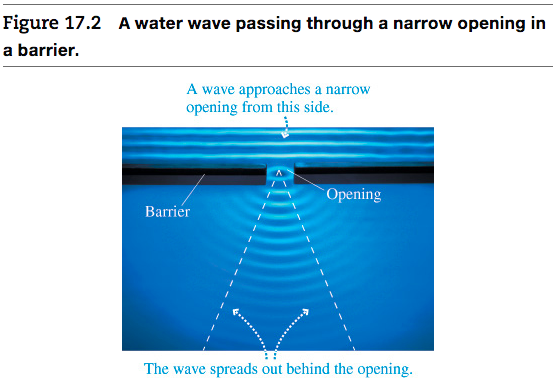 Figure 17.2 A water wave passing through a narrow opening in
a barrier.
A wave approaches a narrow
opening from this side.
Opening
Barrier
The wave spreads out behind the opening.